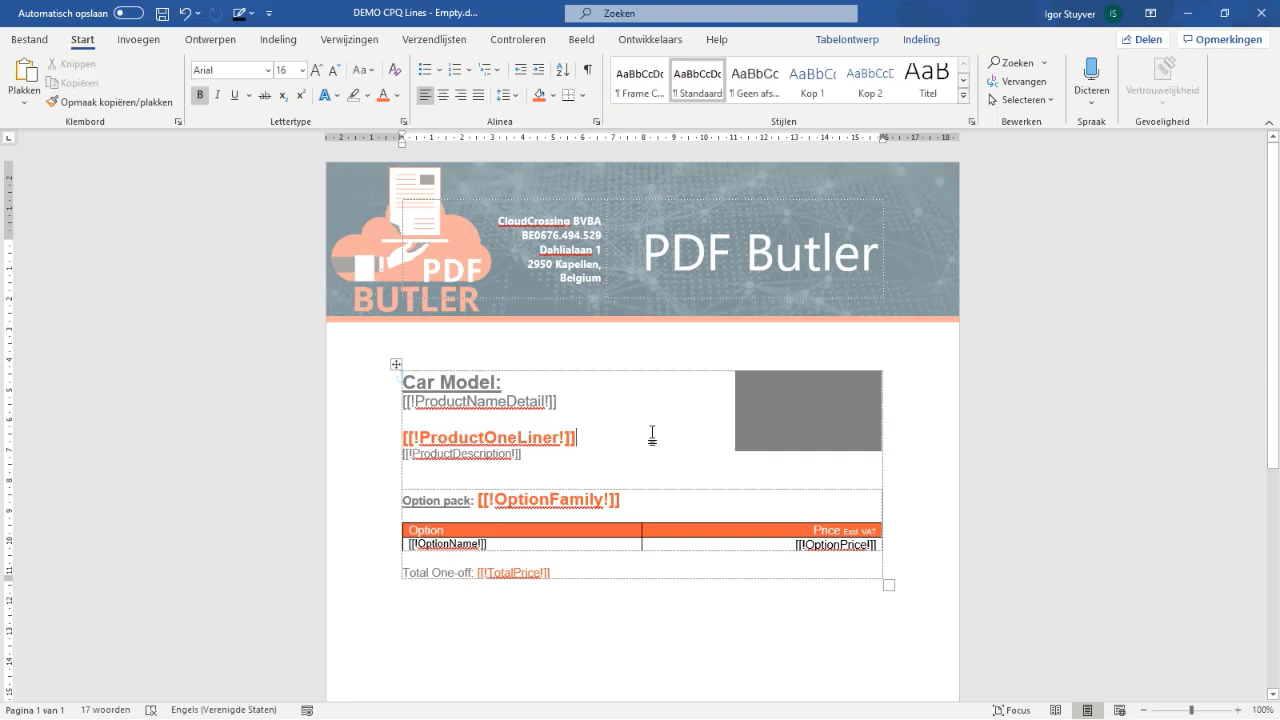 Automatisch opslaan
DEMO CPQ Lines - m...
Zoeken
Igor Stuyver
IS
Bestand
Start
Invoegen
Ontwerpen
Indeling
Verwijzingen
Verzendlijsten
Controleren
Beeld
Ontwikkelaars
Help
Tabelontwerp
Indeling
Delen
Opmerkingen
Plakken
Knippen
Kopiëren
Opmaak kopiëren/plakken
Klembord
Arial
16
Lettertype
Alinea
AaBbCcDc
¶ Frame C...
AaBbCcDc
¶ Standaard
AaBbCc
¶ Geen afs...
AaBbCc
Kop 1
AaBbCcD
Kop 2
AaB
Titel
Stijlen
Zoeken
Vervangen
Selecteren
Bewerken
Dicteren
Spraak
Vertrouwelijkheid
Gevoeligheid
PDF
BUTLER
CloudCrossing BVBA
BE0676.494.529
Dahlialaan 1
2950 Kapellen,
Belgium
PDF Butler
Car Model:
[[!ProductNameDetail!]]
[[!ProductOneLiner!]]
[[!ProductDescription!]]
Option pack: [[!OptionFamily!]]
Option
Price Excl. VAT
[[!OptionName!]]
[[!OptionPrice!]]
Total One-off: [[!TotalPrice!]]
Pagina 1 van 1
17 woorden
Engels (Verenigde Staten)
Focus
100%